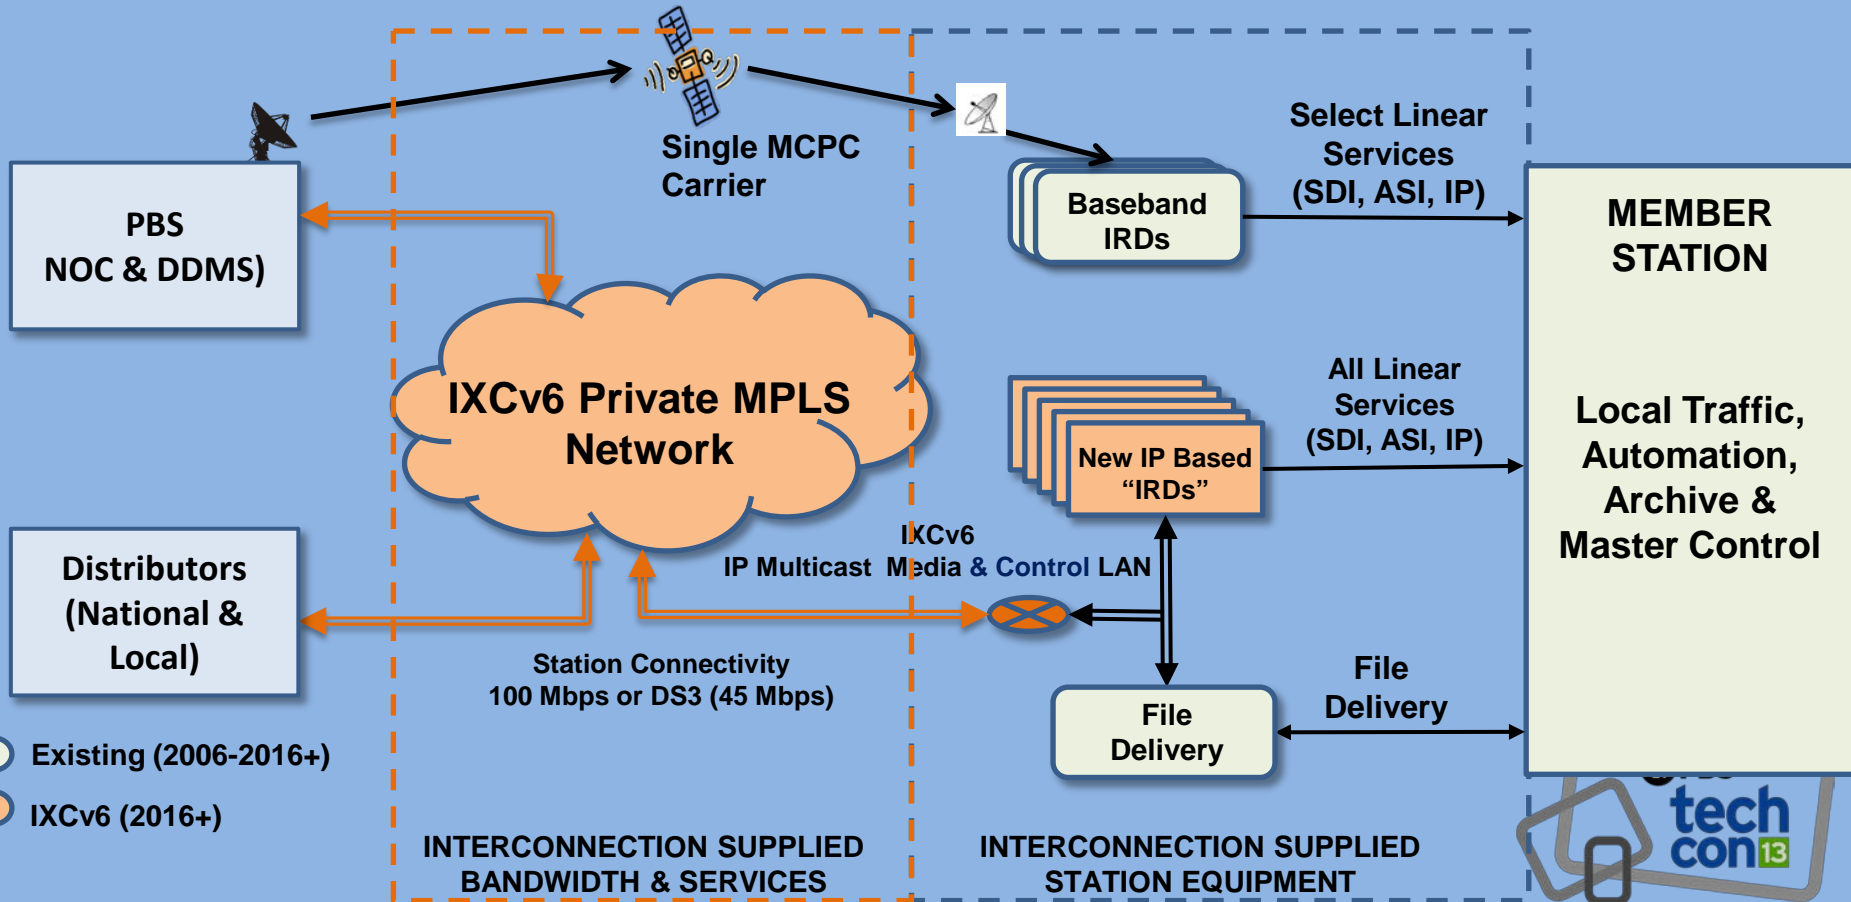 Single MCPC
Carrier
Select Linear
Services
(SDI, ASI, IP)
PBS
NOC & DDMS)
Baseband
IRDs
MEMBER
STATION
IXCv6 Private MPLS
Network
All Linear
Services
(SDI, ASI, IP)
New IP Based
“IRDs”
Local Traffic,
Automation,
Archive &
Master Control
Distributors
(National &
Local)
IXCv6
IP Multicast Media & Control LAN
Station Connectivity
100 Mbps or DS3 (45 Mbps)
File
Delivery
File
Delivery
Existing (2006-2016+)
IXCv6 (2016+)
INTERCONNECTION SUPPLIED
BANDWIDTH & SERVICES
INTERCONNECTION SUPPLIED
STATION EQUIPMENT
tech
con13